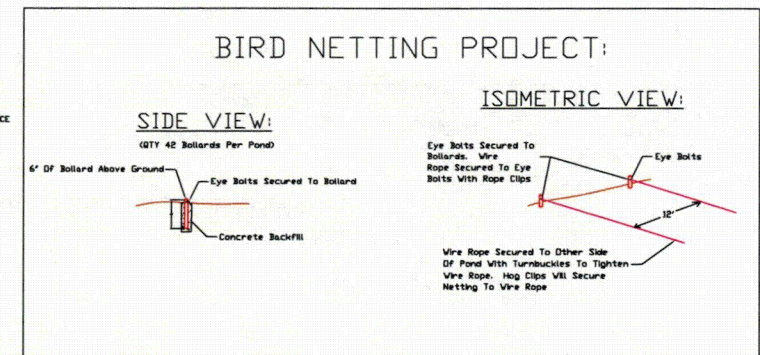 BIRD NETTING PROJECT:
ISOMETRIC VIEW:
CE
SIDE VIEW:
(QTY 42 Bollards Per Pond)
6" Of Bollard Above Ground
Eye Bolts Secured To Bollard
Concrete Backfill
Eye Bolts Secured To
Bollards. Wire
Rope Secured To Eye
Bolts With Rope Clips
Eye Bolts
12'
Wire Rope Secured To Other Side
Of Pond With Turnbuckles To Tighten
Wire Rope. Hog Clips Will Secure
Netting To Wire Rope